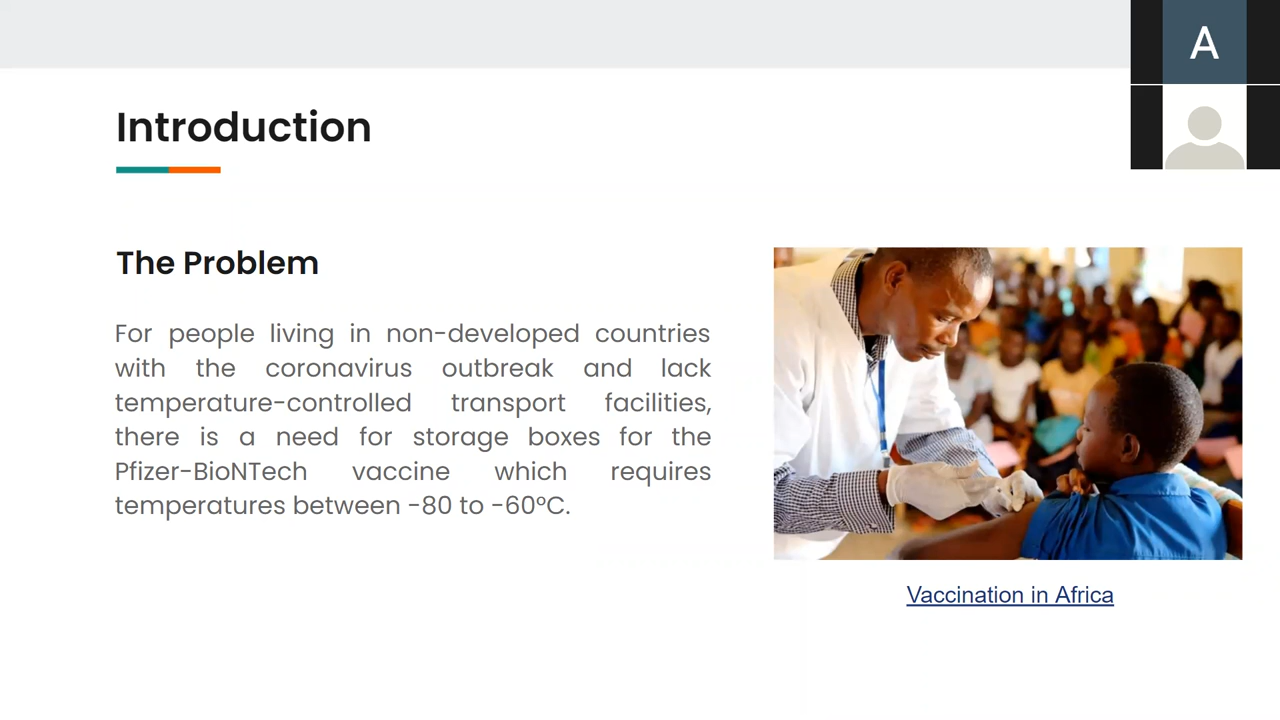 A
Introduction
The Problem
For people living in non-developed countries
with the coronavirus outbreak and lack
temperature-controlled transport facilities,
there is a need for storage boxes for the
Pfizer-BioNTech vaccine which requires
temperatures between -80 to -60°C.
Vaccination in Africa